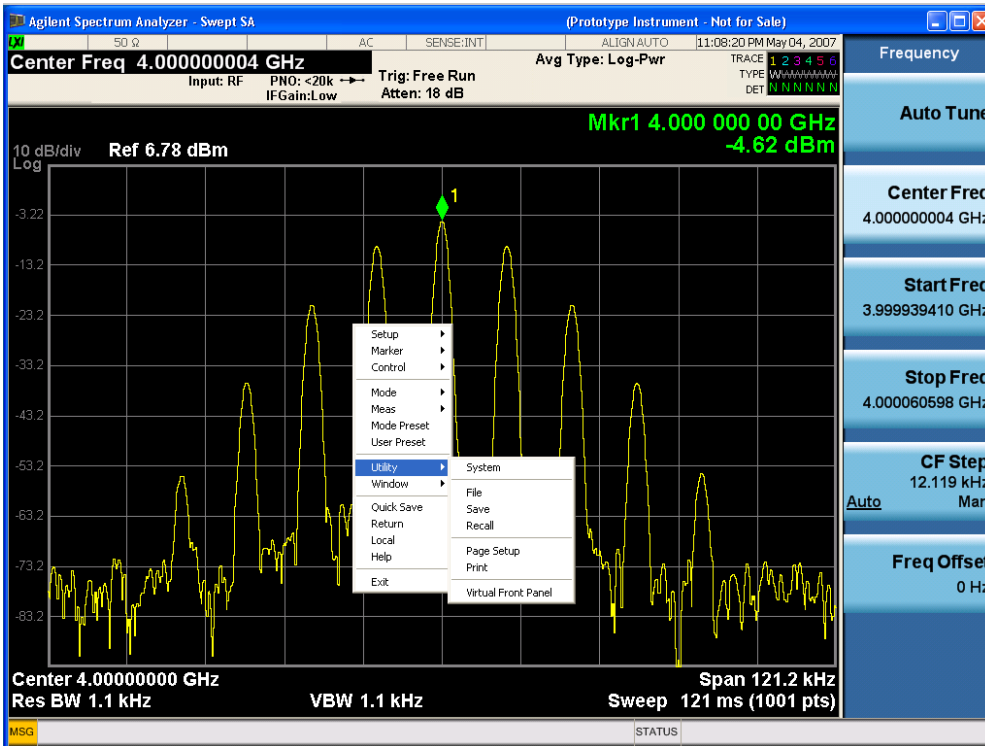 Agilent Spectrum Analyzer - Swept SA (Prototype Instrument - Not for Sale)
LXI 50 Ω AC SENSE:INT ALIGN AUTO 11:08:20 PM May 04, 2007
Center Freq 4.000000004 GHz
Input: RF PNO: <20k Trig: Free Run Avg Type: Log-Pwr TRACE 1 2 3 4 5 6
IFGain:Low Atten: 18 dB TYPE WWWWWW
DET N N N N N N
Mkr1 4.000 000 00 GHz
-4.62 dBm
10 dB/div Ref 6.78 dBm
Log
1
-3.22
-13.2
-23.2
-33.2
-43.2
-53.2
-63.2
-73.2
-83.2
Setup
Marker
Control
Mode
Meas
Mode Preset
User Preset
Utility
Window
Quick Save
Return
Local
Help
Exit
System
File
Save
Recall
Page Setup
Print
Virtual Front Panel
Center 4.00000000 GHz Span 121.2 kHz
Res BW 1.1 kHz VBW 1.1 kHz Sweep 121 ms (1001 pts)
MSG STATUS
Frequency
Auto Tune
Center Freq
4.000000004 GHz
Start Freq
3.999939410 GHz
Stop Freq
4.000060598 GHz
CF Step
12.119 kHz
Auto Man
Freq Offset
0 Hz